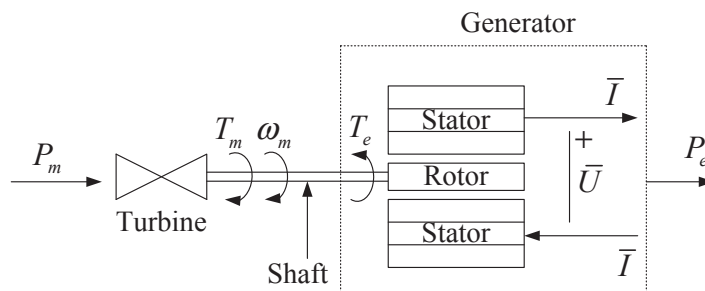 Generator
Stator
Ī
T_m
ω_m
T_e
+
P_m
Rotor
Ū
P_e
Turbine
Stator
Ī
Shaft